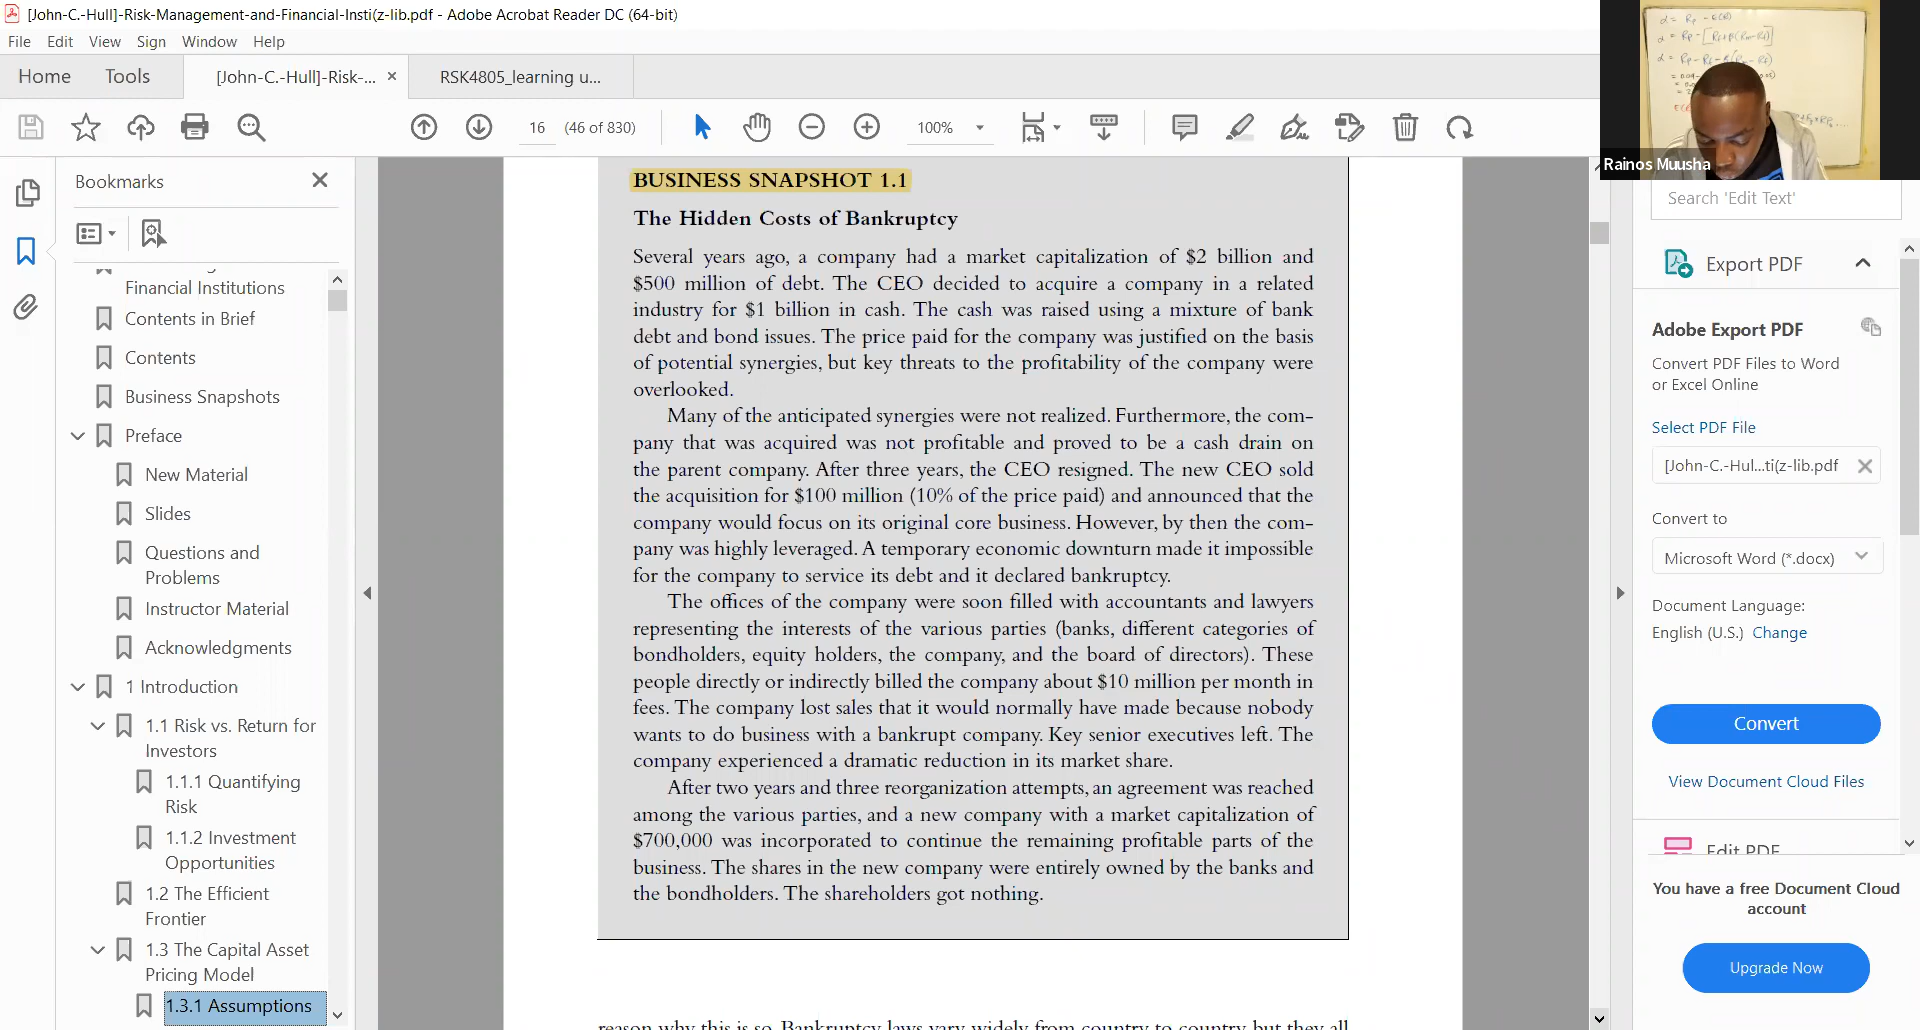 [John-C.-Hull]-Risk-Management-and-Financial-Insti(z-lib.pdf - Adobe Acrobat Reader DC (64-bit)
File Edit View Sign Window Help
Home Tools [John-C.-Hull]-Risk-... × RSK4805_learning u...
16 (46 of 830) 100%
Bookmarks
Financial Institutions
Contents in Brief
Contents
Business Snapshots
Preface
New Material
Slides
Questions and
Problems
Instructor Material
Acknowledgments
1 Introduction
1.1 Risk vs. Return for
Investors
1.1.1 Quantifying
Risk
1.1.2 Investment
Opportunities
1.2 The Efficient
Frontier
1.3 The Capital Asset
Pricing Model
1.3.1 Assumptions
BUSINESS SNAPSHOT 1.1
The Hidden Costs of Bankruptcy
Several years ago, a company had a market capitalization of $2 billion and
$500 million of debt. The CEO decided to acquire a company in a related
industry for $1 billion in cash. The cash was raised using a mixture of bank
debt and bond issues. The price paid for the company was justified on the basis
of potential synergies, but key threats to the profitability of the company were
overlooked.
Many of the anticipated synergies were not realized. Furthermore, the com-
pany that was acquired was not profitable and proved to be a cash drain on
the parent company. After three years, the CEO resigned. The new CEO sold
the acquisition for $100 million (10% of the price paid) and announced that the
company would focus on its original core business. However, by then the com-
pany was highly leveraged. A temporary economic downturn made it impossible
for the company to service its debt and it declared bankruptcy.
The offices of the company were soon filled with accountants and lawyers
representing the interests of the various parties (banks, different categories of
bondholders, equity holders, the company, and the board of directors). These
people directly or indirectly billed the company about $10 million per month in
fees. The company lost sales that it would normally have made because nobody
wants to do business with a bankrupt company. Key senior executives left. The
company experienced a dramatic reduction in its market share.
After two years and three reorganization attempts, an agreement was reached
among the various parties, and a new company with a market capitalization of
$700,000 was incorporated to continue the remaining profitable parts of the
business. The shares in the new company were entirely owned by the banks and
the bondholders. The shareholders got nothing.
reason why this is so. Bankruptcy laws vary widely from country to country but they all
Rainos Muusha
Search 'Edit Text'
Export PDF
Adobe Export PDF
Convert PDF Files to Word
or Excel Online
Select PDF File
[John-C.-Hul...ti(z-lib.pdf
Convert to
Microsoft Word (*.docx)
Document Language:
English (U.S.) Change
Convert
View Document Cloud Files
Edit PDF
You have a free Document Cloud
account
Upgrade Now